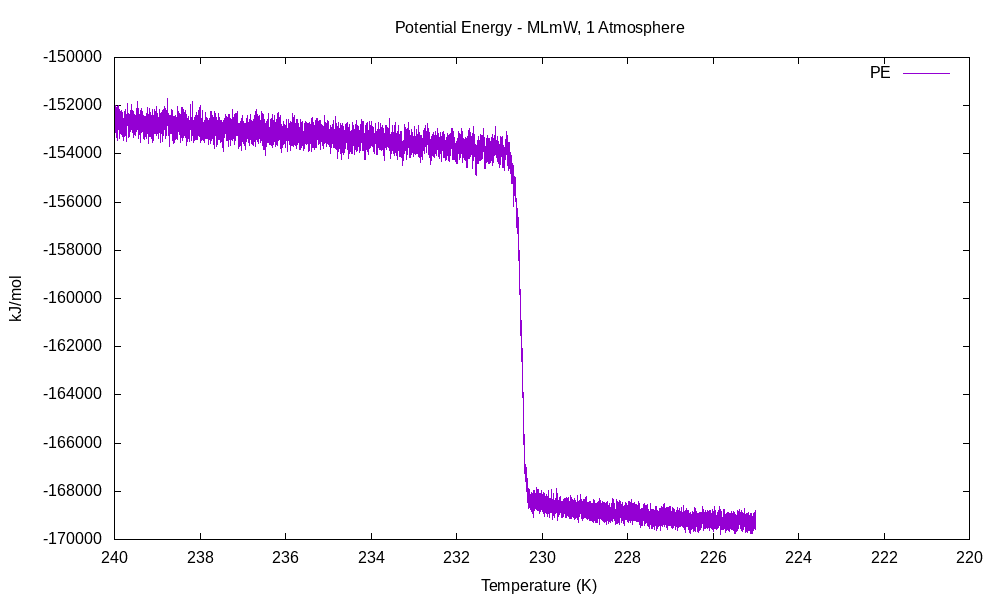 Potential Energy - MLmW, 1 Atmosphere
PE
-150000
-152000
-154000
-156000
-158000
-160000
-162000
-164000
-166000
-168000
-170000
kJ/mol
240 238 236 234 232 230 228 226 224 222 220
Temperature (K)